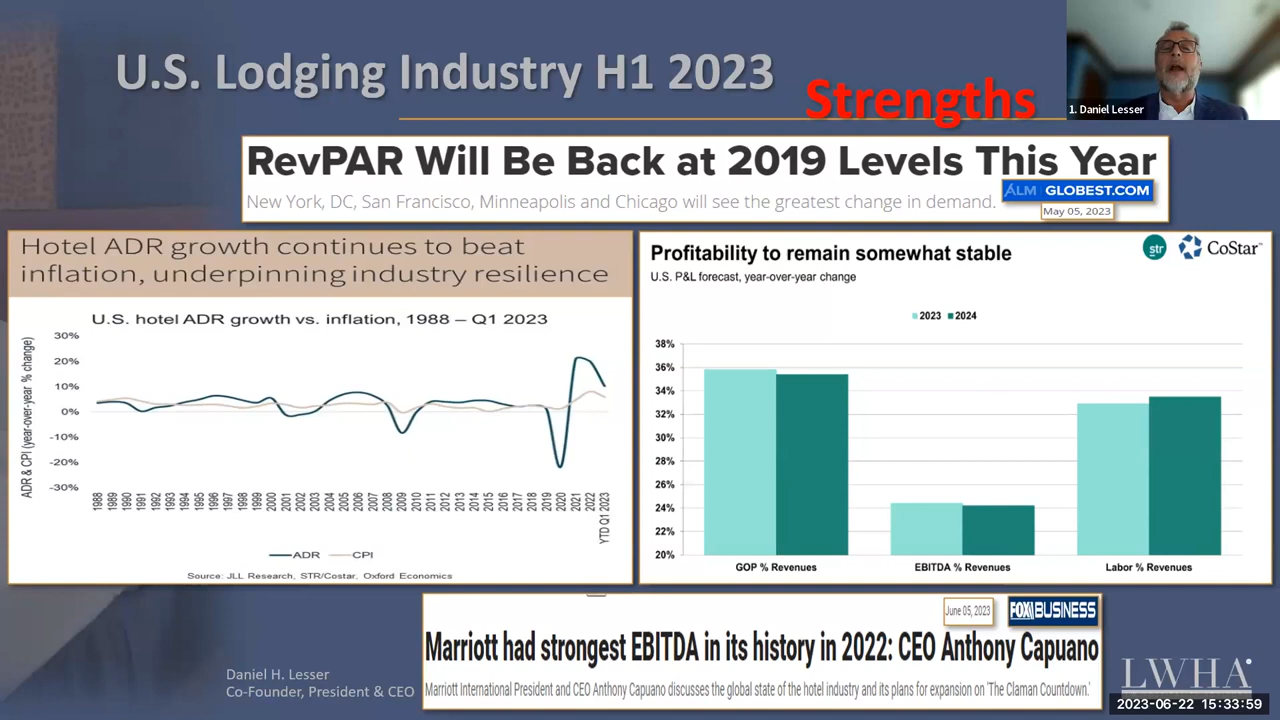 U.S. Lodging Industry H1 2023
Strengths
1. Daniel Lesser
RevPAR Will Be Back at 2019 Levels This Year
New York, DC, San Francisco, Minneapolis and Chicago will see the greatest change in demand.
ALM GLOBEST.COM
May 05, 2023
Hotel ADR growth continues to beat
inflation, underpinning industry resilience
U.S. hotel ADR growth vs. inflation, 1988 – Q1 2023
ADR & CPI (year-over-year % change)
30%
20%
10%
0%
-10%
-20%
-30%
1988 1989 1990 1991 1992 1993 1994 1995 1996 1997 1998 1999 2000 2001 2002 2003 2004 2005 2006 2007 2008 2009 2010 2011 2012 2013 2014 2015 2016 2017 2018 2019 2020 2021 2022 YTD Q1 2023
ADR CPI
Source: JLL Research, STR/Costar, Oxford Economics
Profitability to remain somewhat stable
str CoStar™
U.S. P&L forecast, year-over-year change
2023 2024
38%
36%
34%
32%
30%
28%
26%
24%
22%
20%
GOP % Revenues EBITDA % Revenues Labor % Revenues
June 05, 2023
FOX BUSINESS
Marriott had strongest EBITDA in its history in 2022: CEO Anthony Capuano
Marriott International President and CEO Anthony Capuano discusses the global state of the hotel industry and its plans for expansion on 'The Claman Countdown.'
Daniel H. Lesser
Co-Founder, President & CEO
LWHA
2023-06-22 15:33:59